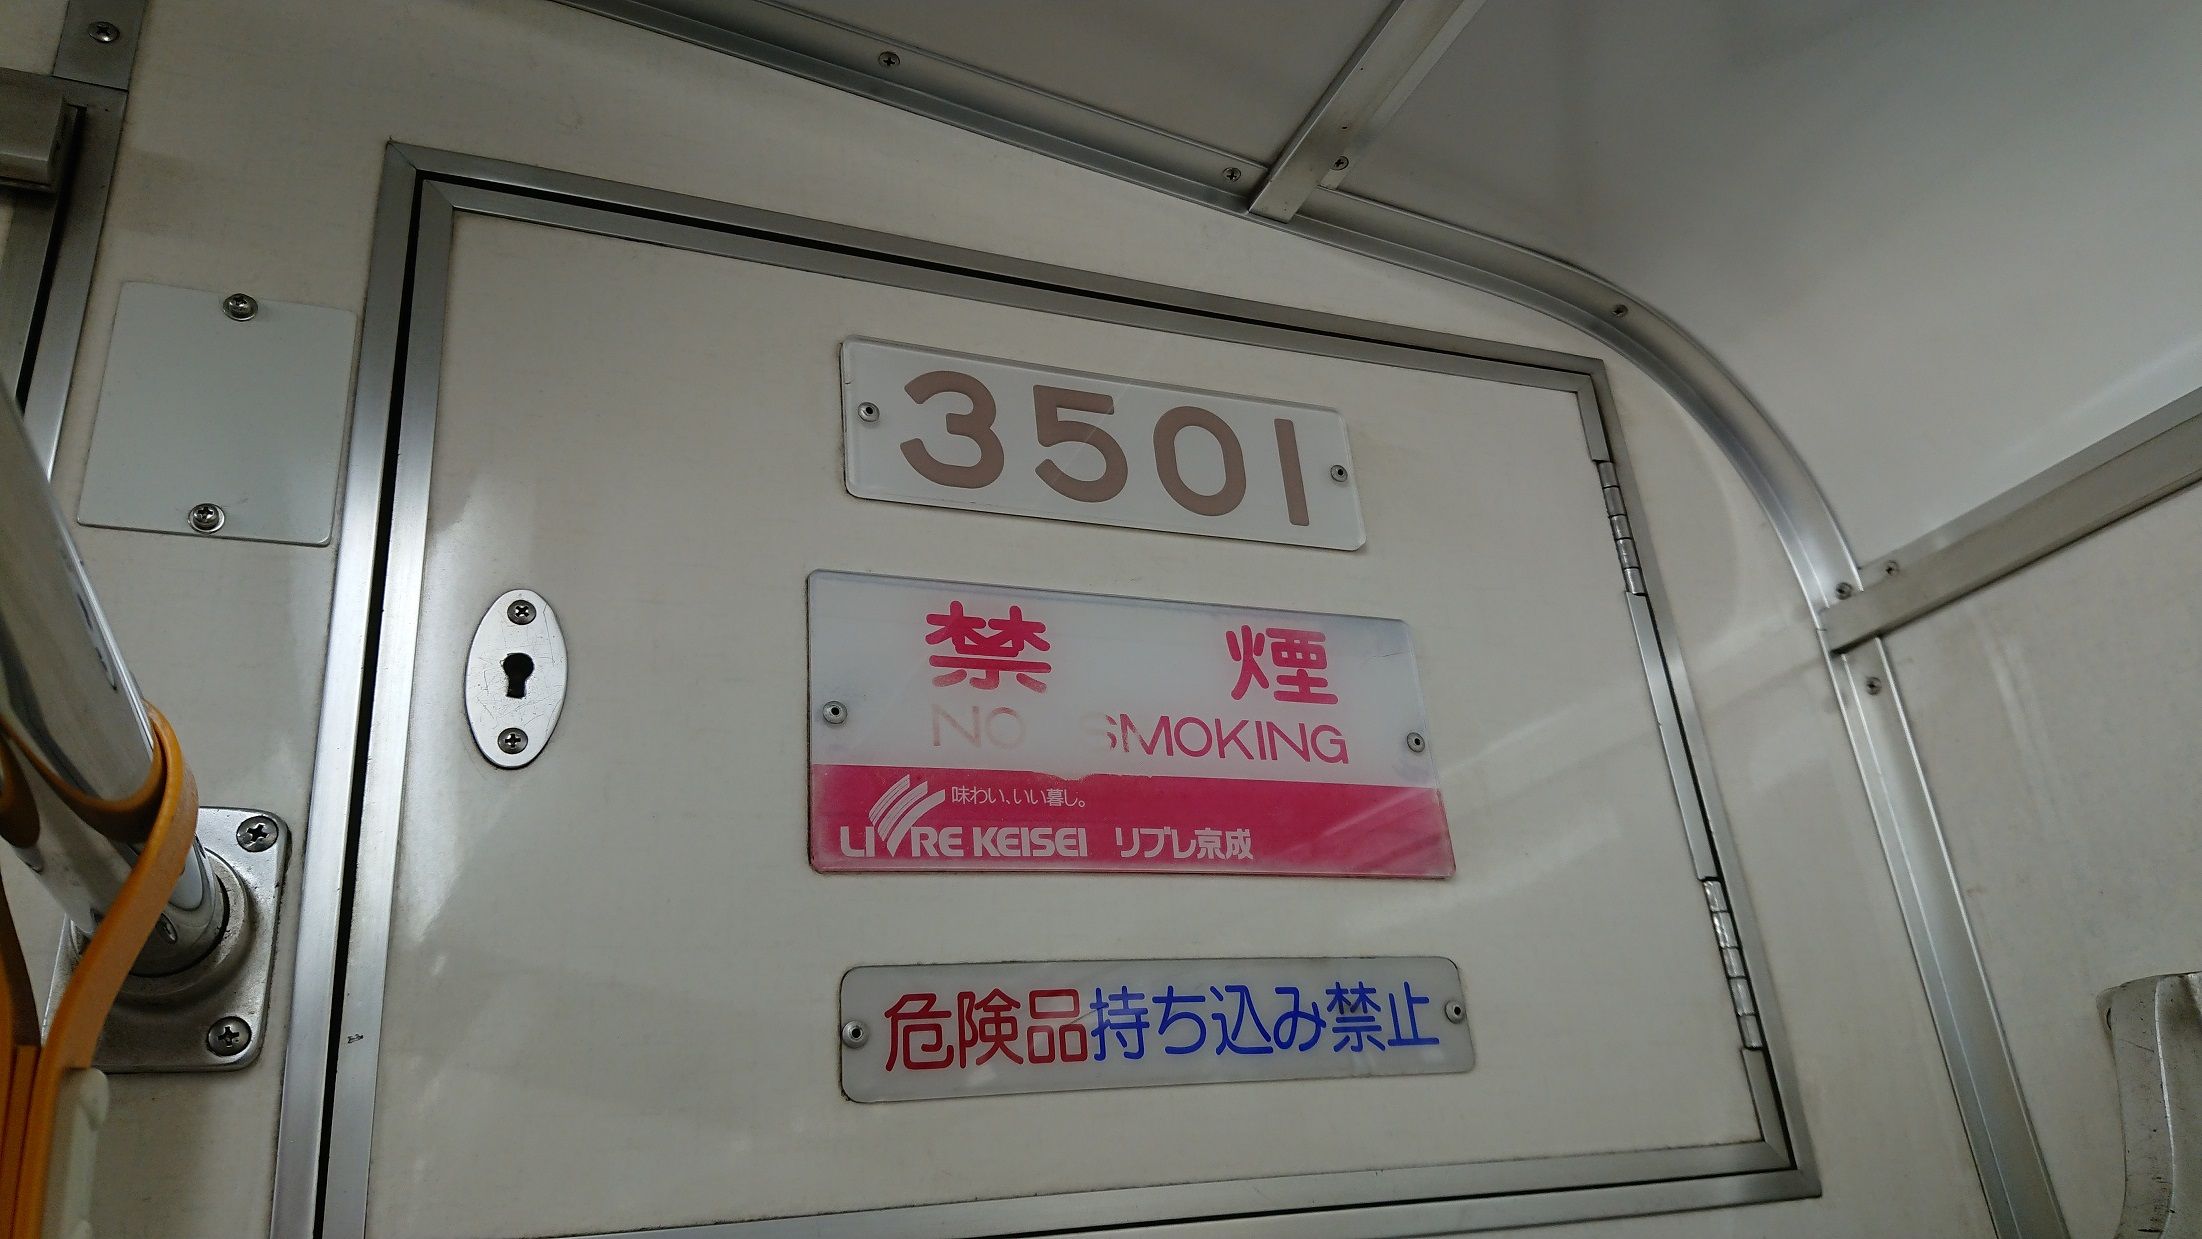 3501
禁 煙
NO SMOKING
味わい、いい暮し。
LIVRE KEISEI リブレ京成
危険品持ち込み禁止